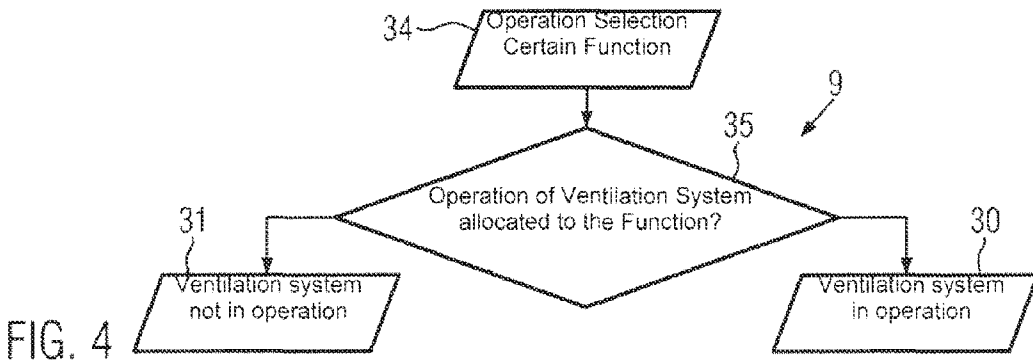 34
Operation Selection
Certain Function
9
35
Operation of Ventilation System
allocated to the Function?
31
30
Ventilation system
not in operation
Ventilation system
in operation
FIG. 4